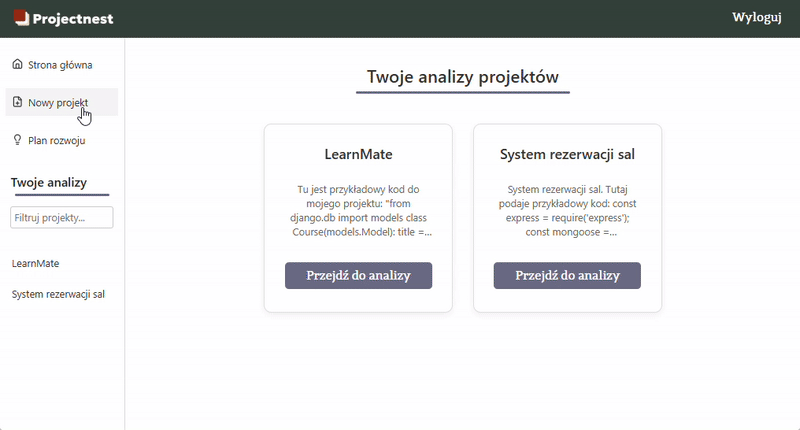 Projectnest
Wyloguj
Strona główna
Nowy projekt
Plan rozwoju
Twoje analizy
Filtruj projekty...
LearnMate
System rezerwacji sal
Twoje analizy projektów
LearnMate
Tu jest przykładowy kod do
mojego projektu: "from
django.db import models class
Course(models.Model): title =...
Przejdź do analizy
System rezerwacji sal
System rezerwacji sal. Tutaj
podaje przykładowy kod: const
express = require('express');
const mongoose =...
Przejdź do analizy